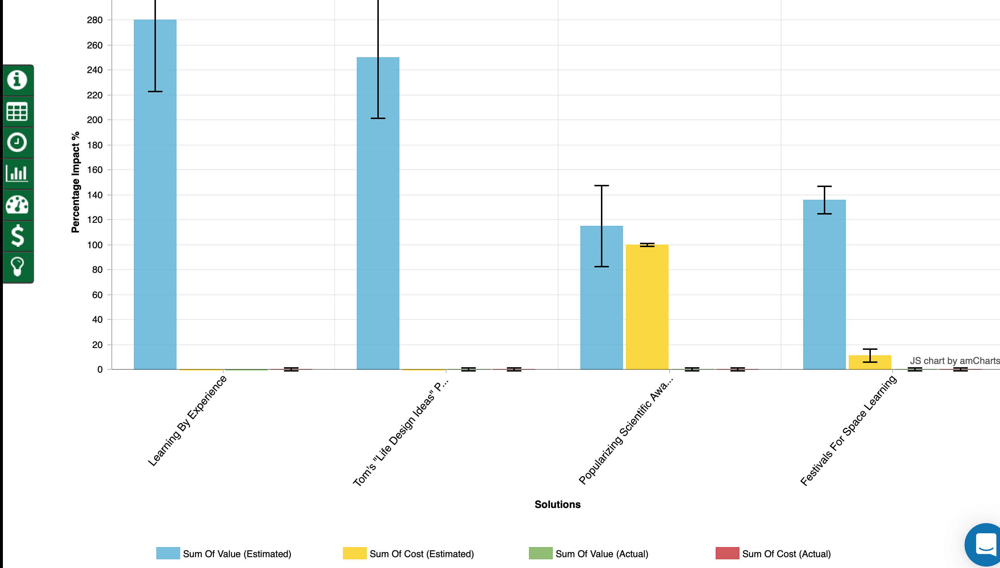 280
260
240
220
200
180
160
140
120
100
80
60
40
20
0
Percentage Impact %
JS chart by amCharts
Learning By Experience
Tom's "Life Design Ideas" P...
Popularizing Scientific Awa...
Festivals For Space Learning
Solutions
Sum Of Value (Estimated)
Sum Of Cost (Estimated)
Sum Of Value (Actual)
Sum Of Cost (Actual)